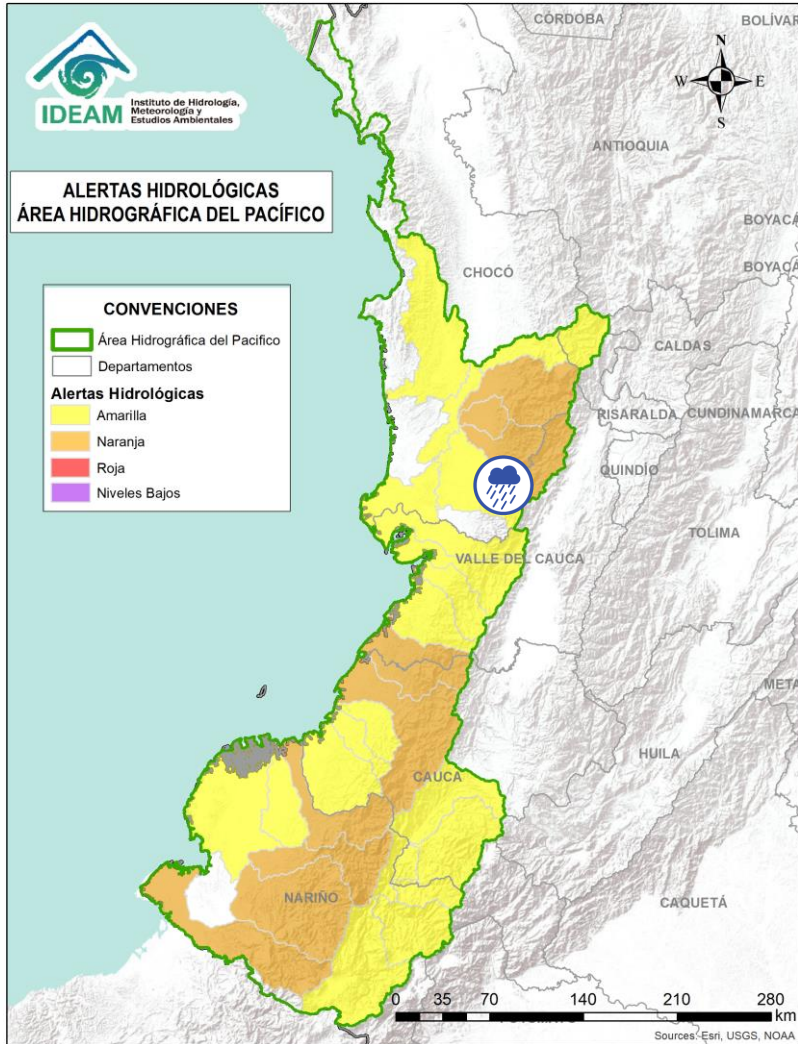 CÓRDOBA
BOLÍVAR
N
W E
S
IDEAM
Instituto de Hidrología,
Meteorología y
Estudios Ambientales
ANTIOQUIA
ALERTAS HIDROLÓGICAS
ÁREA HIDROGRÁFICA DEL PACÍFICO
BOYACÁ
CHOCÓ
BOYACÁ
CONVENCIONES
Área Hidrográfica del Pacifico
Departamentos
Alertas Hidrológicas
Amarilla
Naranja
Roja
Niveles Bajos
CALDAS
RISARALDA
CUNDINAMARCA
QUINDÍO
TOLIMA
VALLE DEL CAUCA
META
HUILA
CAUCA
NARIÑO
CAQUETÁ
0 35 70 140 210 280
km
Sources: Esri, USGS, NOAA